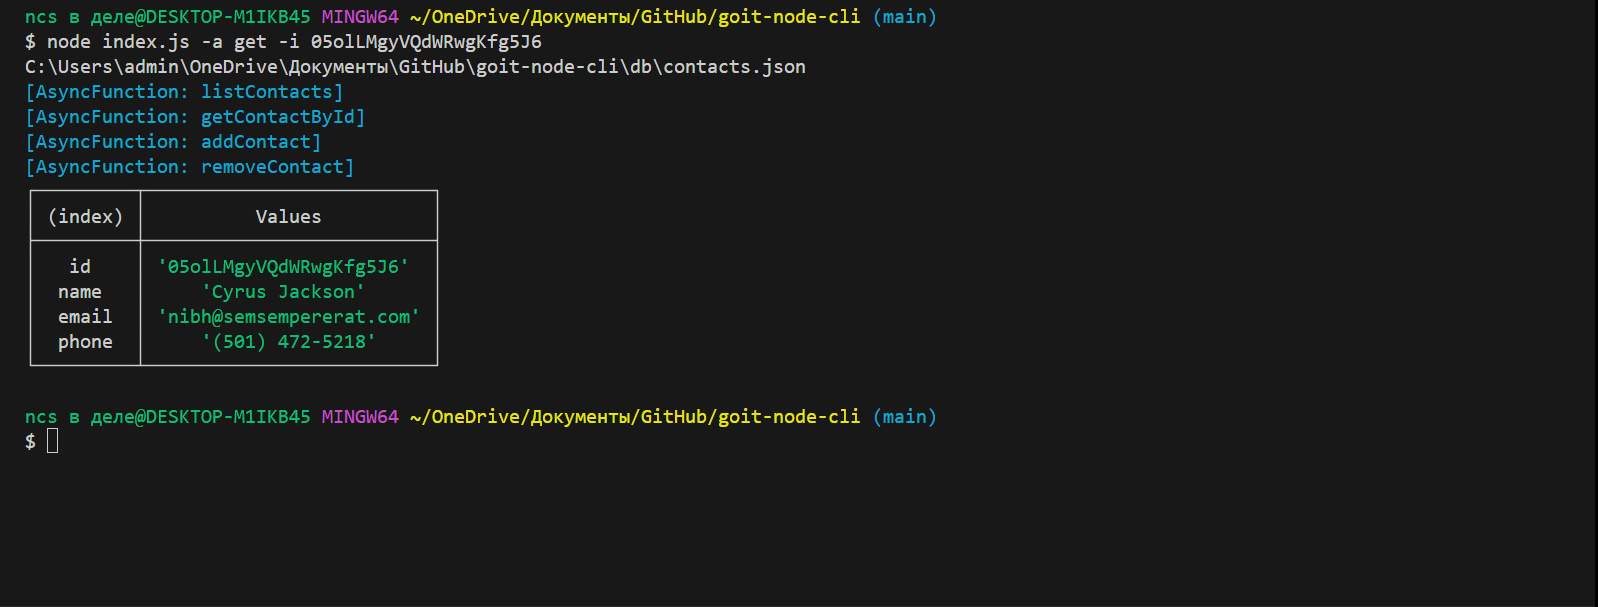 ncs в деле@DESKTOP-M1IKB45 MINGW64 ~/OneDrive/Документы/GitHub/goit-node-cli (main)
$ node index.js -a get -i 05olLMgyVQdWRwgKfg5J6
C:\Users\admin\OneDrive\Документы\GitHub\goit-node-cli\db\contacts.json
[AsyncFunction: listContacts]
[AsyncFunction: getContactById]
[AsyncFunction: addContact]
[AsyncFunction: removeContact]
(index) Values
id '05olLMgyVQdWRwgKfg5J6'
name 'Cyrus Jackson'
email 'nibh@semsempererat.com'
phone '(501) 472-5218'
ncs в деле@DESKTOP-M1IKB45 MINGW64 ~/OneDrive/Документы/GitHub/goit-node-cli (main)
$